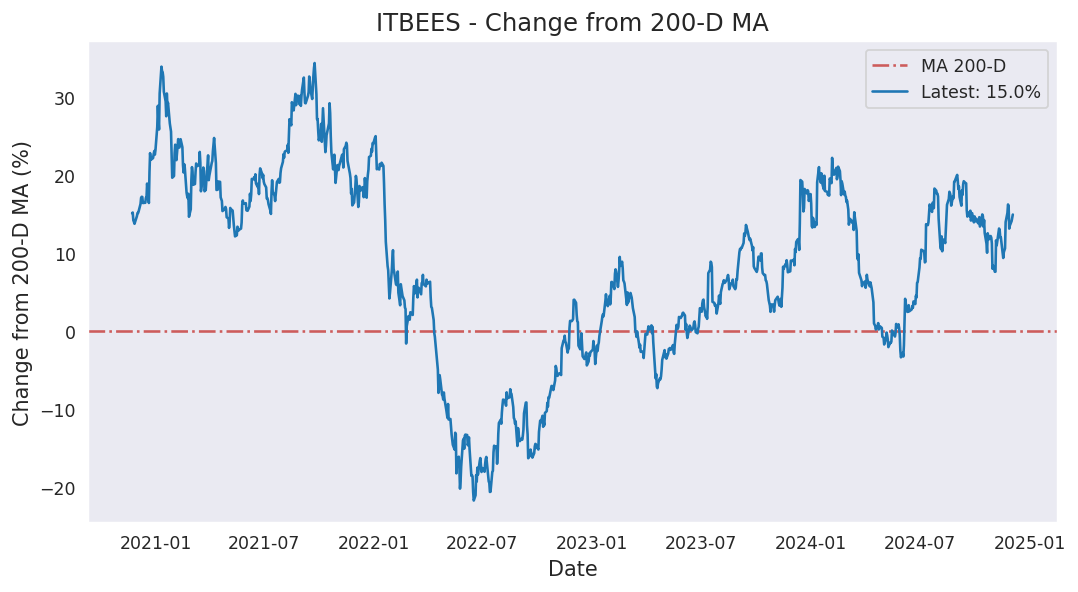 ITBEES - Change from 200-D MA
MA 200-D
Latest: 15.0%
Change from 200-D MA (%)
30
20
10
0
−10
−20
2021-01 2021-07 2022-01 2022-07 2023-01 2023-07 2024-01 2024-07 2025-01
Date